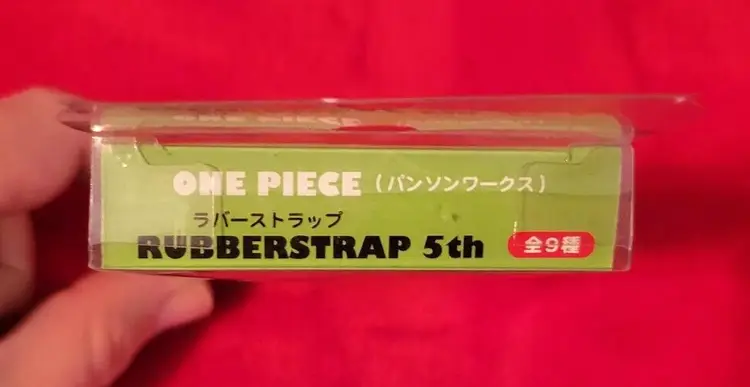 ONE PIECE (パンソンワークス)
ラバーストラップ
RUBBERSTRAP 5th 全9種